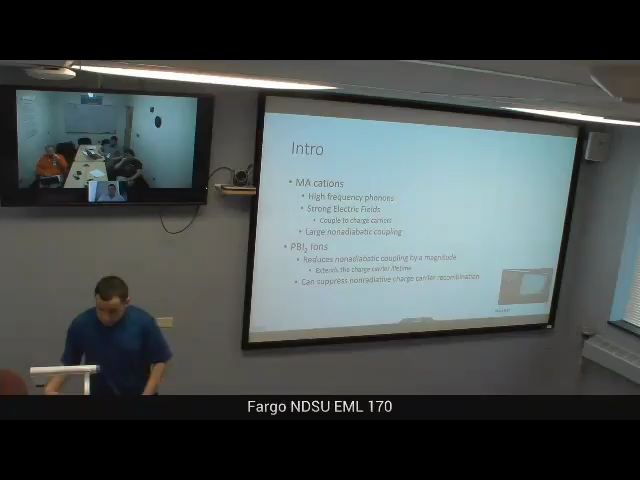 Intro
• MA cations
• High frequency phonons
• Strong Electric Fields
• Couple to charge carriers
• Large nonadiabatic coupling
• PBI2 Ions
• Reduces nonadiabatic coupling by a magnitude
• Extends the charge carrier lifetime
• Can suppress nonradiative charge carrier recombination
Fargo NDSU EML 170